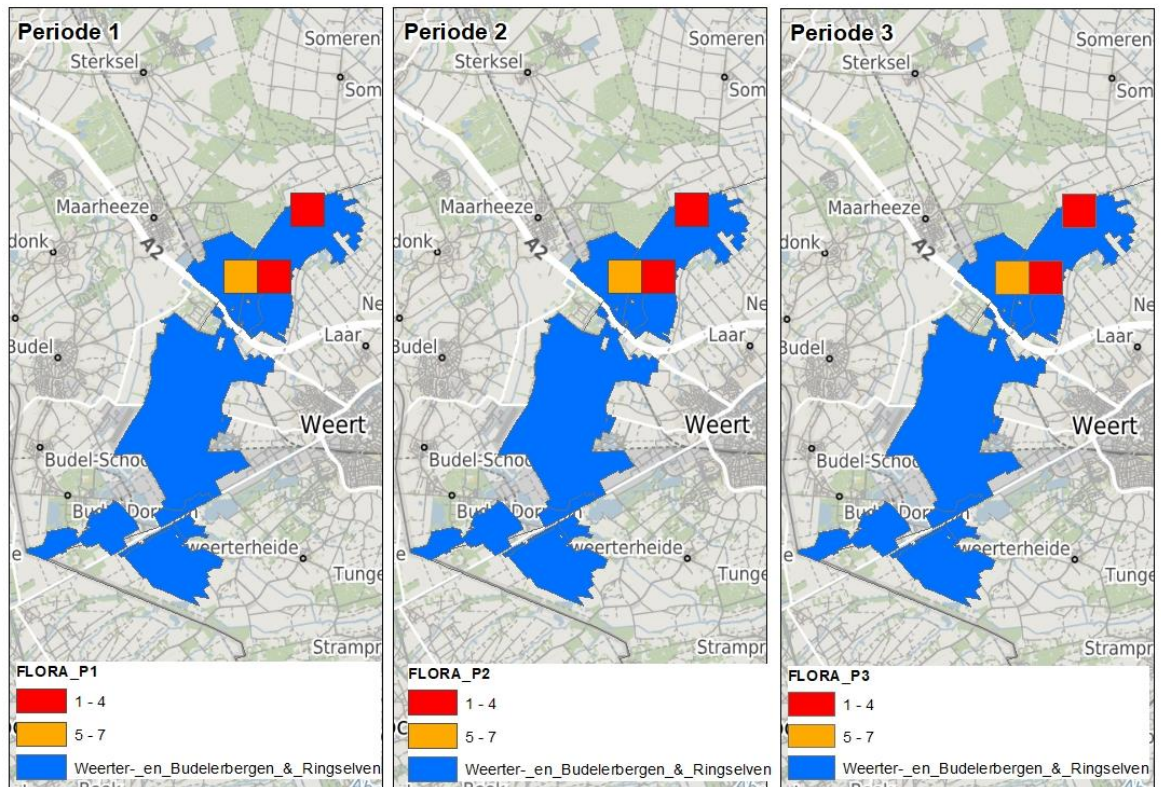 Periode 1
Someren
Sterksel
Som
Maarheeze
A2
donk
Ne
Laar
Budel
Weert
Budel-Schoo
Bud
Dor
weerterheide
e
Tunge
Strampr
FLORA_P1
1 - 4
5 - 7
Weerter-_en_Budelerbergen_&_Ringselven
Periode 2
Someren
Sterksel
Som
Maarheeze
A2
donk
Ne
Laar
Budel
Weert
Budel-Schoo
Bud
Dor
weerterheide
e
Tunge
Strampr
FLORA_P2
1 - 4
5 - 7
Weerter-_en_Budelerbergen_&_Ringselven
Periode 3
Someren
Sterksel
Som
Maarheeze
A2
donk
Ne
Laar
Budel
Weert
Budel-Schoo
Bud
Dor
weerterheide
e
Tunge
Strampr
FLORA_P3
1 - 4
5 - 7
Weerter-_en_Budelerbergen_&_Ringselven